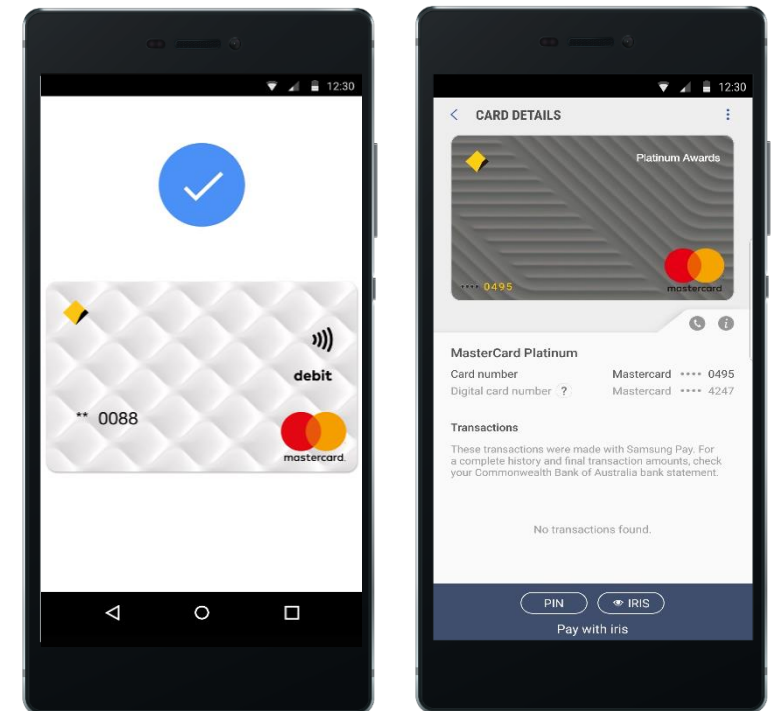 12:30
debit
** 0088
mastercard.
12:30
CARD DETAILS
Platinum Awards
•••• 0495
mastercard
MasterCard Platinum
Card number Mastercard •••• 0495
Digital card number ? Mastercard •••• 4247
Transactions
These transactions were made with Samsung Pay. For
a complete history and final transaction amounts, check
your Commonwealth Bank of Australia bank statement.
No transactions found.
PIN IRIS
Pay with iris